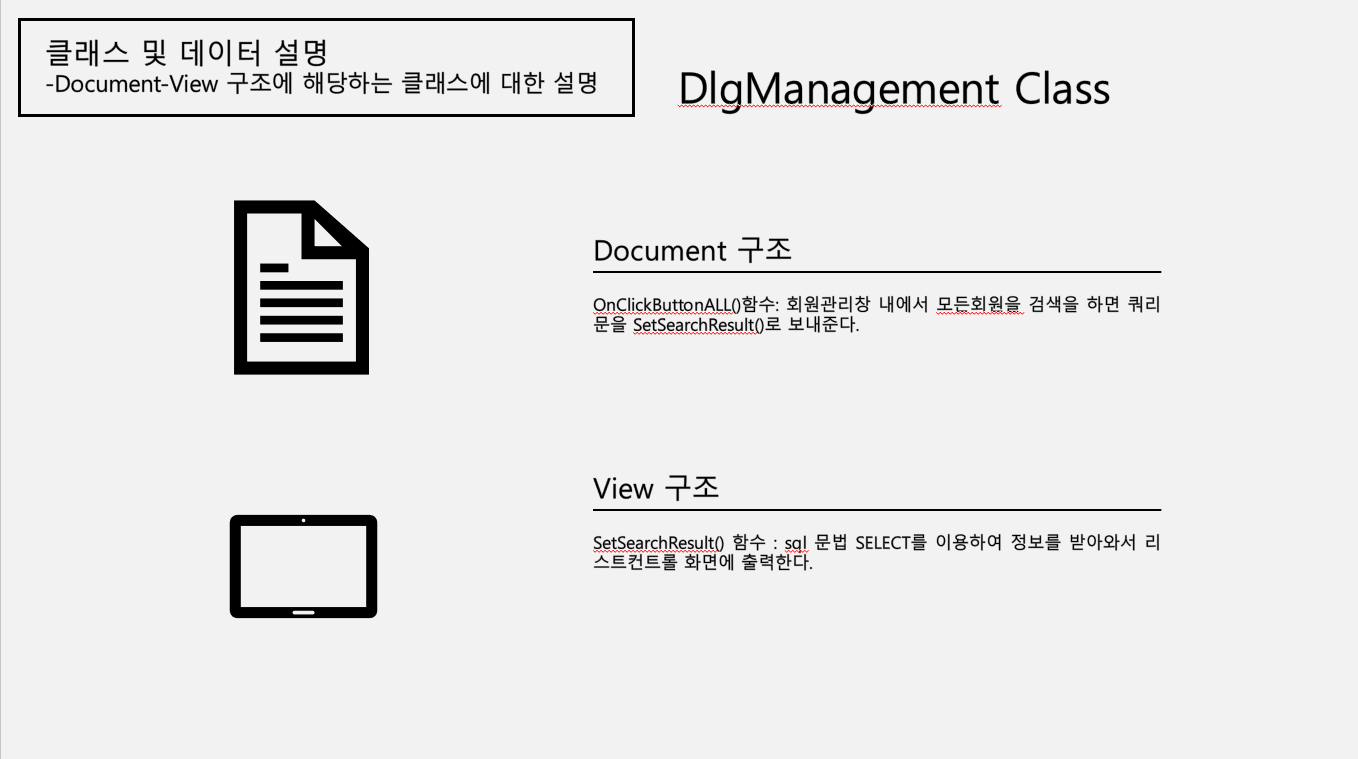 클래스 및 데이터 설명
-Document-View 구조에 해당하는 클래스에 대한 설명
DlgManagement Class
Document 구조
OnClickButtonALL()함수: 회원관리창 내에서 모든회원을 검색을 하면 쿼리
문을 SetSearchResult()로 보내준다.
View 구조
SetSearchResult() 함수 : sql 문법 SELECT를 이용하여 정보를 받아와서 리
스트컨트롤 화면에 출력한다.